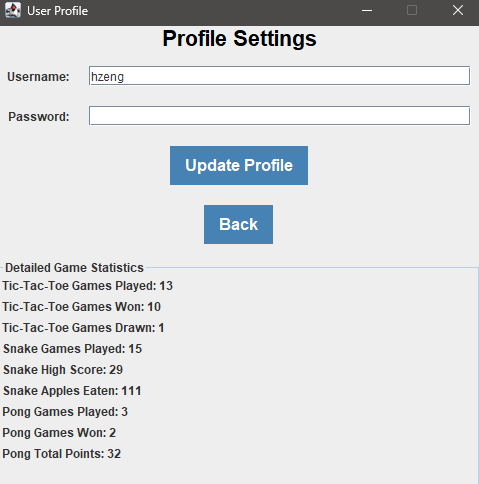 User Profile
Profile Settings
Username: hzeng
Password:
Update Profile
Back
Detailed Game Statistics
Tic-Tac-Toe Games Played: 13
Tic-Tac-Toe Games Won: 10
Tic-Tac-Toe Games Drawn: 1
Snake Games Played: 15
Snake High Score: 29
Snake Apples Eaten: 111
Pong Games Played: 3
Pong Games Won: 2
Pong Total Points: 32